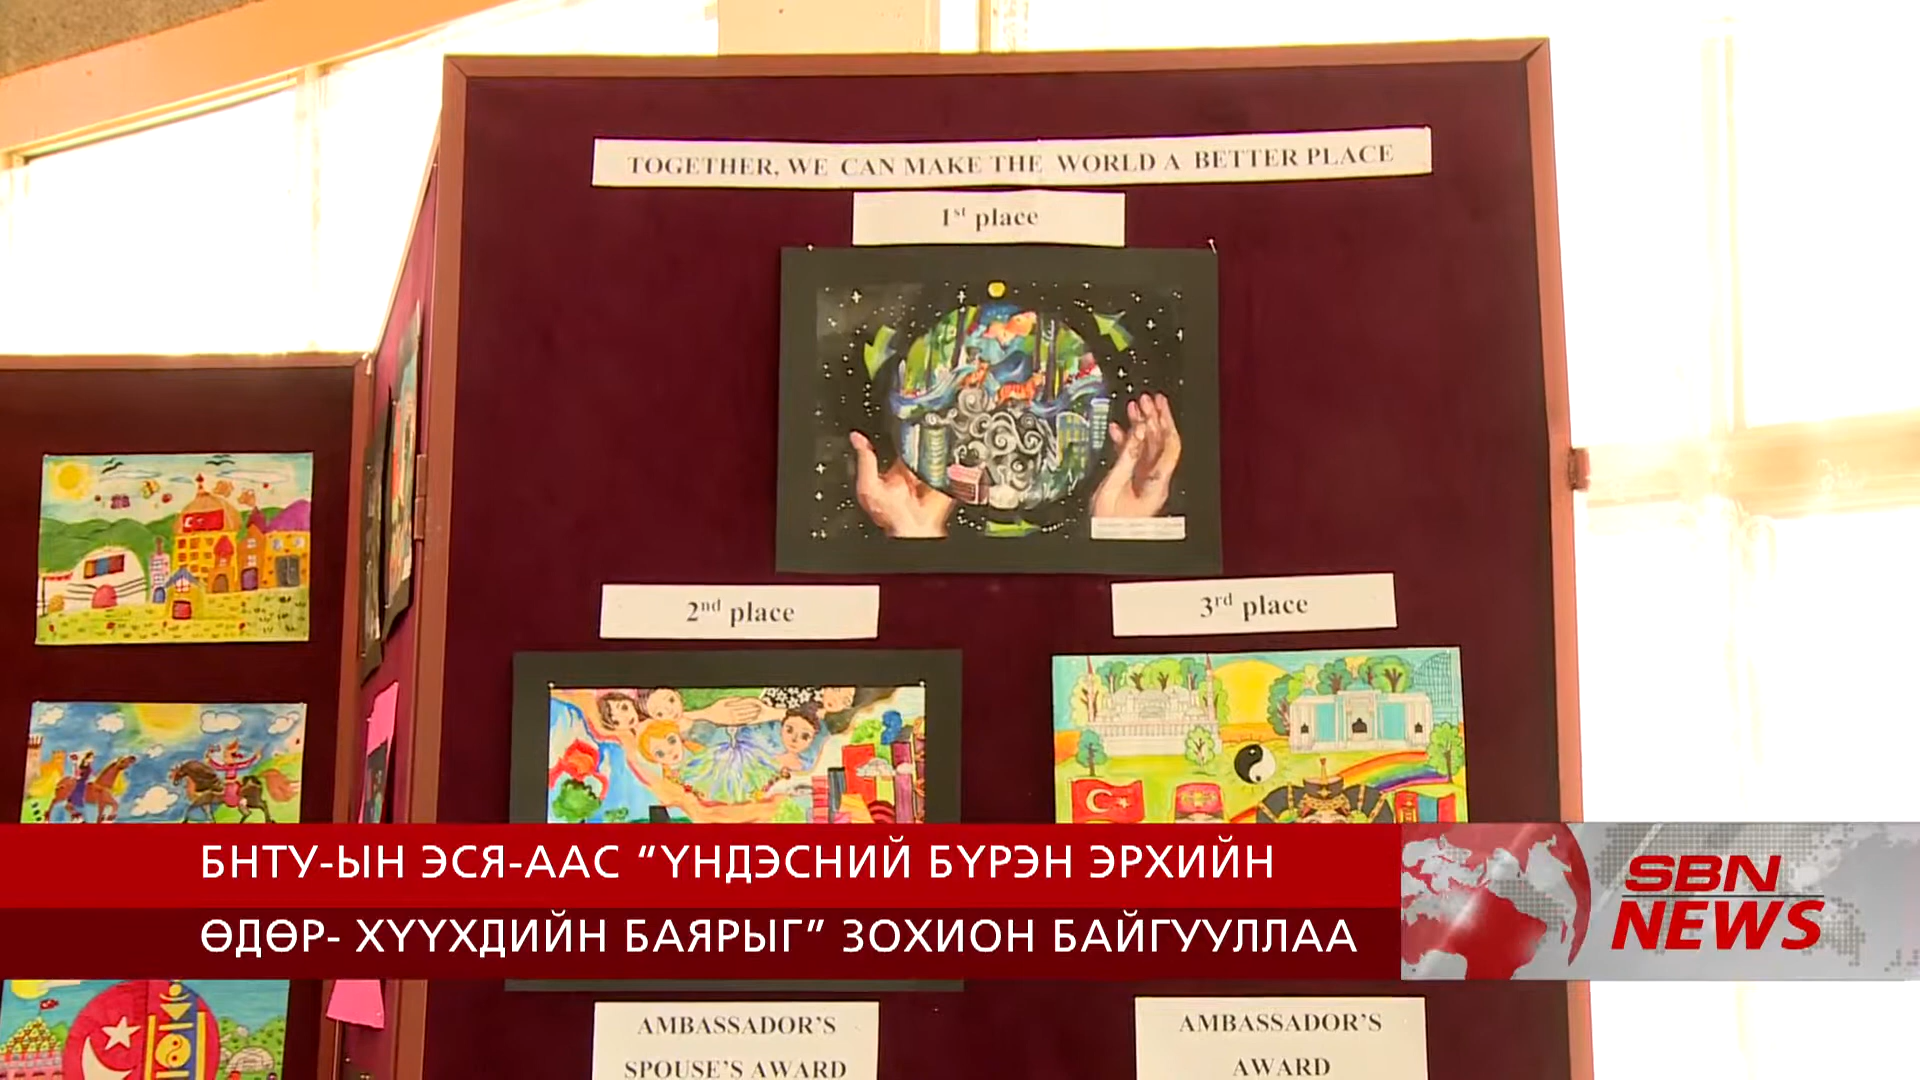 TOGETHER, WE CAN MAKE THE WORLD A BETTER PLACE
1st place
2nd place
3rd place
БНТУ-ЫН ЭСЯ-ААС “ҮНДЭСНИЙ БҮРЭН ЭРХИЙН
ӨДӨР- ХҮҮХДИЙН БАЯРЫГ” ЗОХИОН БАЙГУУЛЛАА
SBN
NEWS
AMBASSADOR’S
SPOUSE’S AWARD
AMBASSADOR’S
AWARD